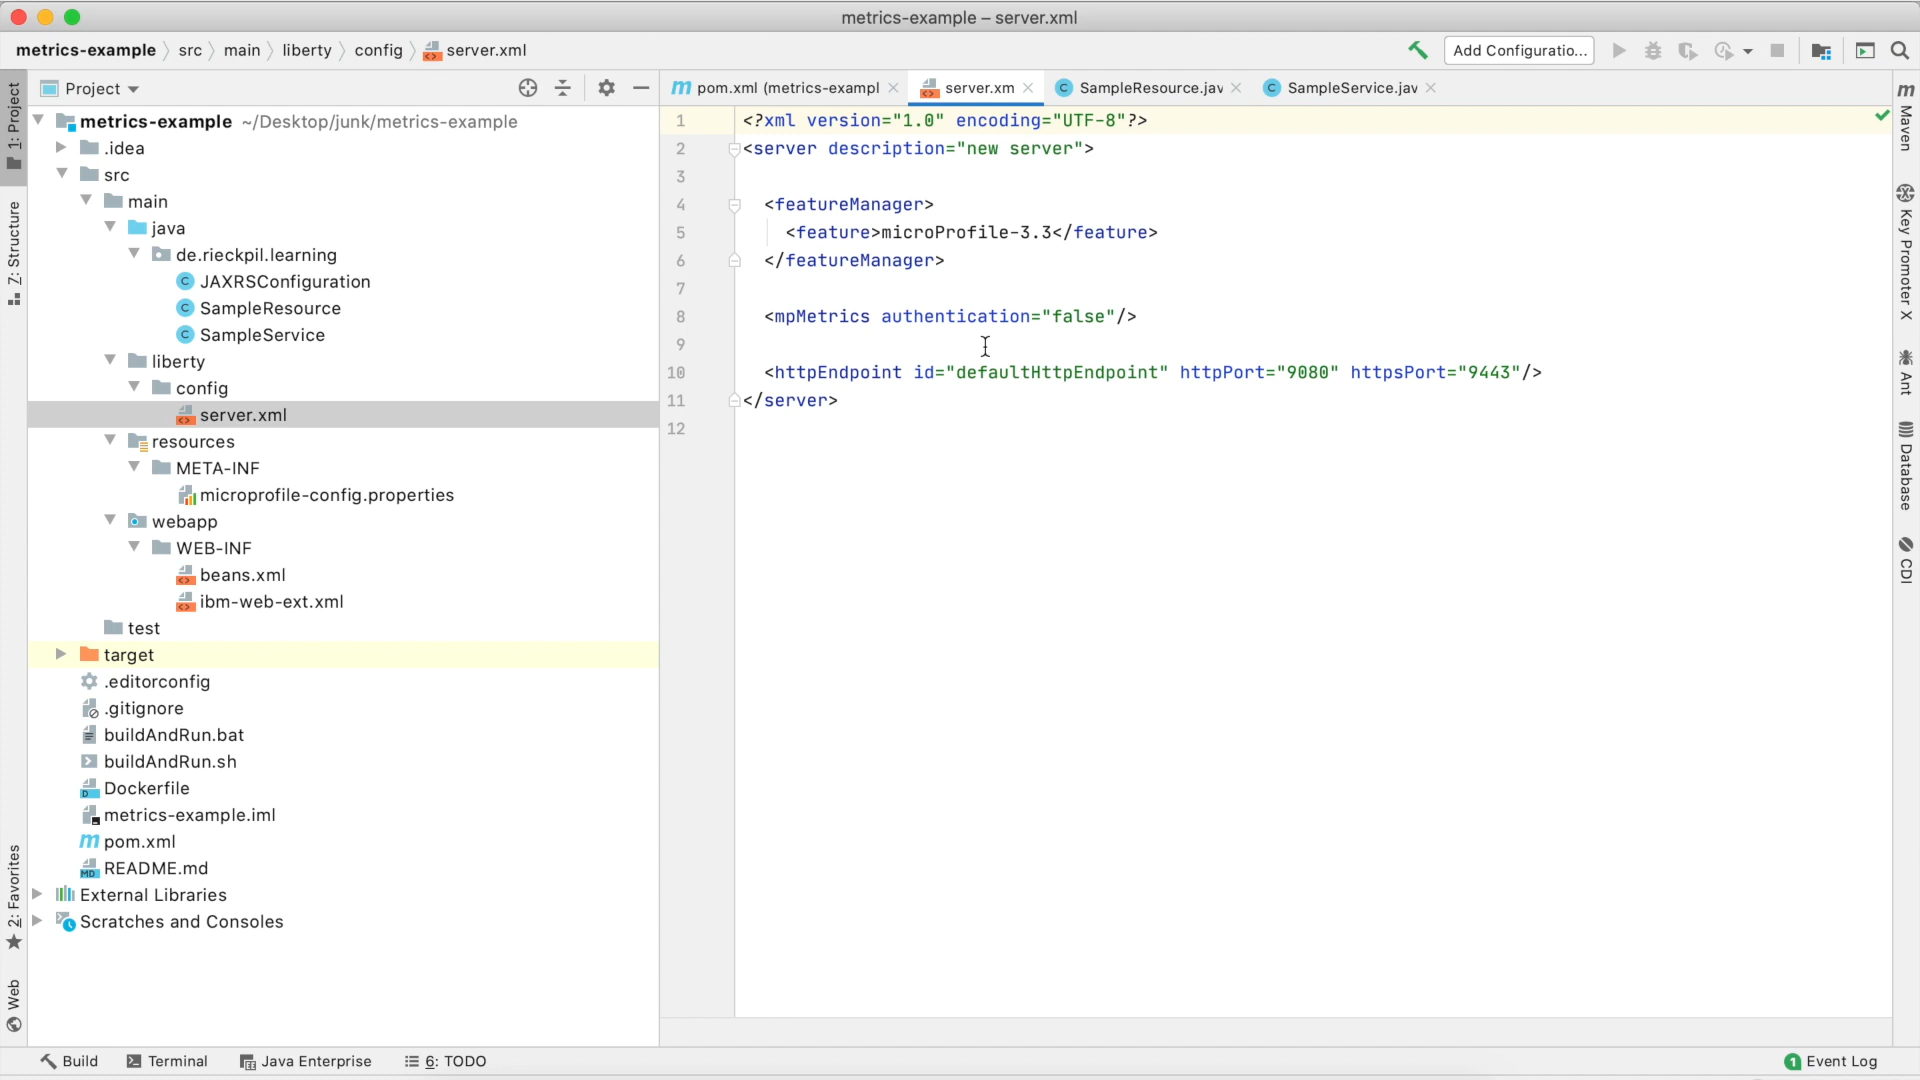 metrics-example – server.xml
metrics-example
src
main
liberty
config
server.xml
Add Configuratio...
1: Project
Z: Structure
2: Favorites
Web
Project
metrics-example ~/Desktop/junk/metrics-example
.idea
src
main
java
de.rieckpil.learning
JAXRSConfiguration
SampleResource
SampleService
liberty
config
server.xml
resources
META-INF
microprofile-config.properties
webapp
WEB-INF
beans.xml
ibm-web-ext.xml
test
target
.editorconfig
.gitignore
buildAndRun.bat
buildAndRun.sh
Dockerfile
metrics-example.iml
pom.xml
README.md
External Libraries
Scratches and Consoles
pom.xml (metrics-exampl
server.xm
SampleResource.jav
SampleService.jav
1 <?xml version="1.0" encoding="UTF-8"?>
2 <server description="new server">
3
4 <featureManager>
5 <feature>microProfile-3.3</feature>
6 </featureManager>
7
8 <mpMetrics authentication="false"/>
9
10 <httpEndpoint id="defaultHttpEndpoint" httpPort="9080" httpsPort="9443"/>
11 </server>
12
Maven
Key Promoter X
Ant
Database
CDI
Build
Terminal
Java Enterprise
6: TODO
1 Event Log